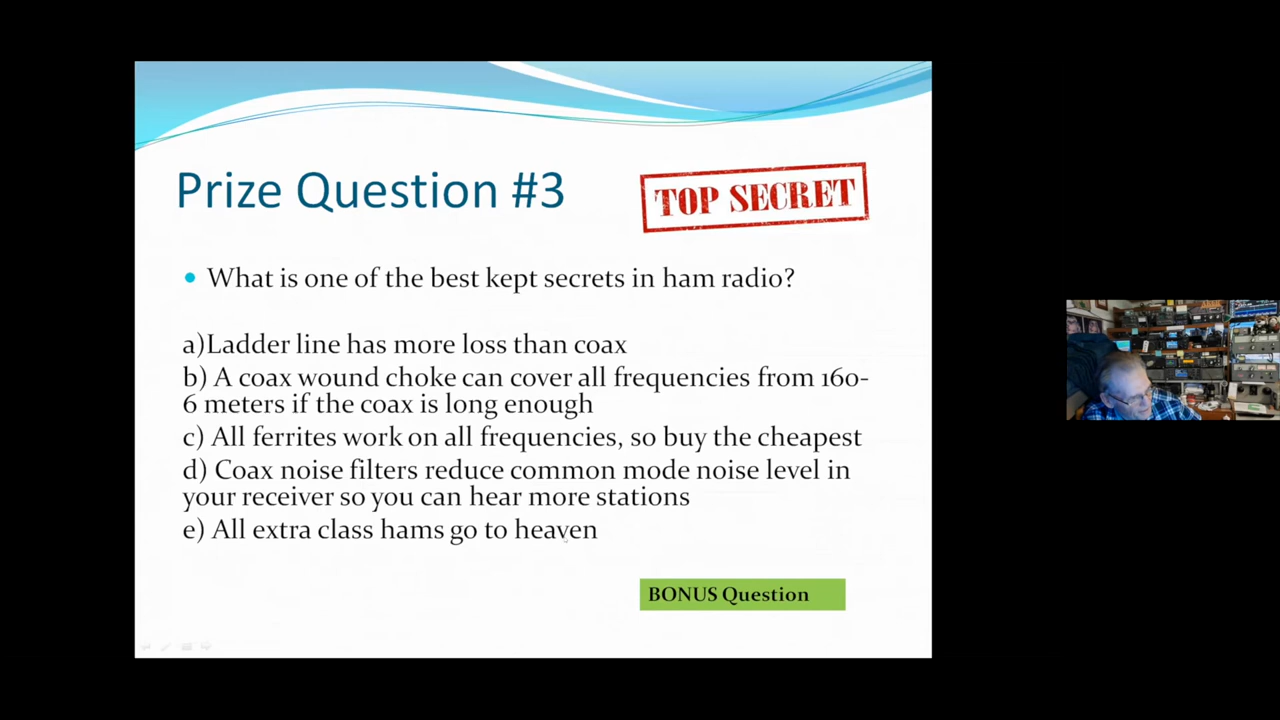 Prize Question #3
TOP SECRET
• What is one of the best kept secrets in ham radio?
a)Ladder line has more loss than coax
b) A coax wound choke can cover all frequencies from 160-
6 meters if the coax is long enough
c) All ferrites work on all frequencies, so buy the cheapest
d) Coax noise filters reduce common mode noise level in
your receiver so you can hear more stations
e) All extra class hams go to heaven
BONUS Question